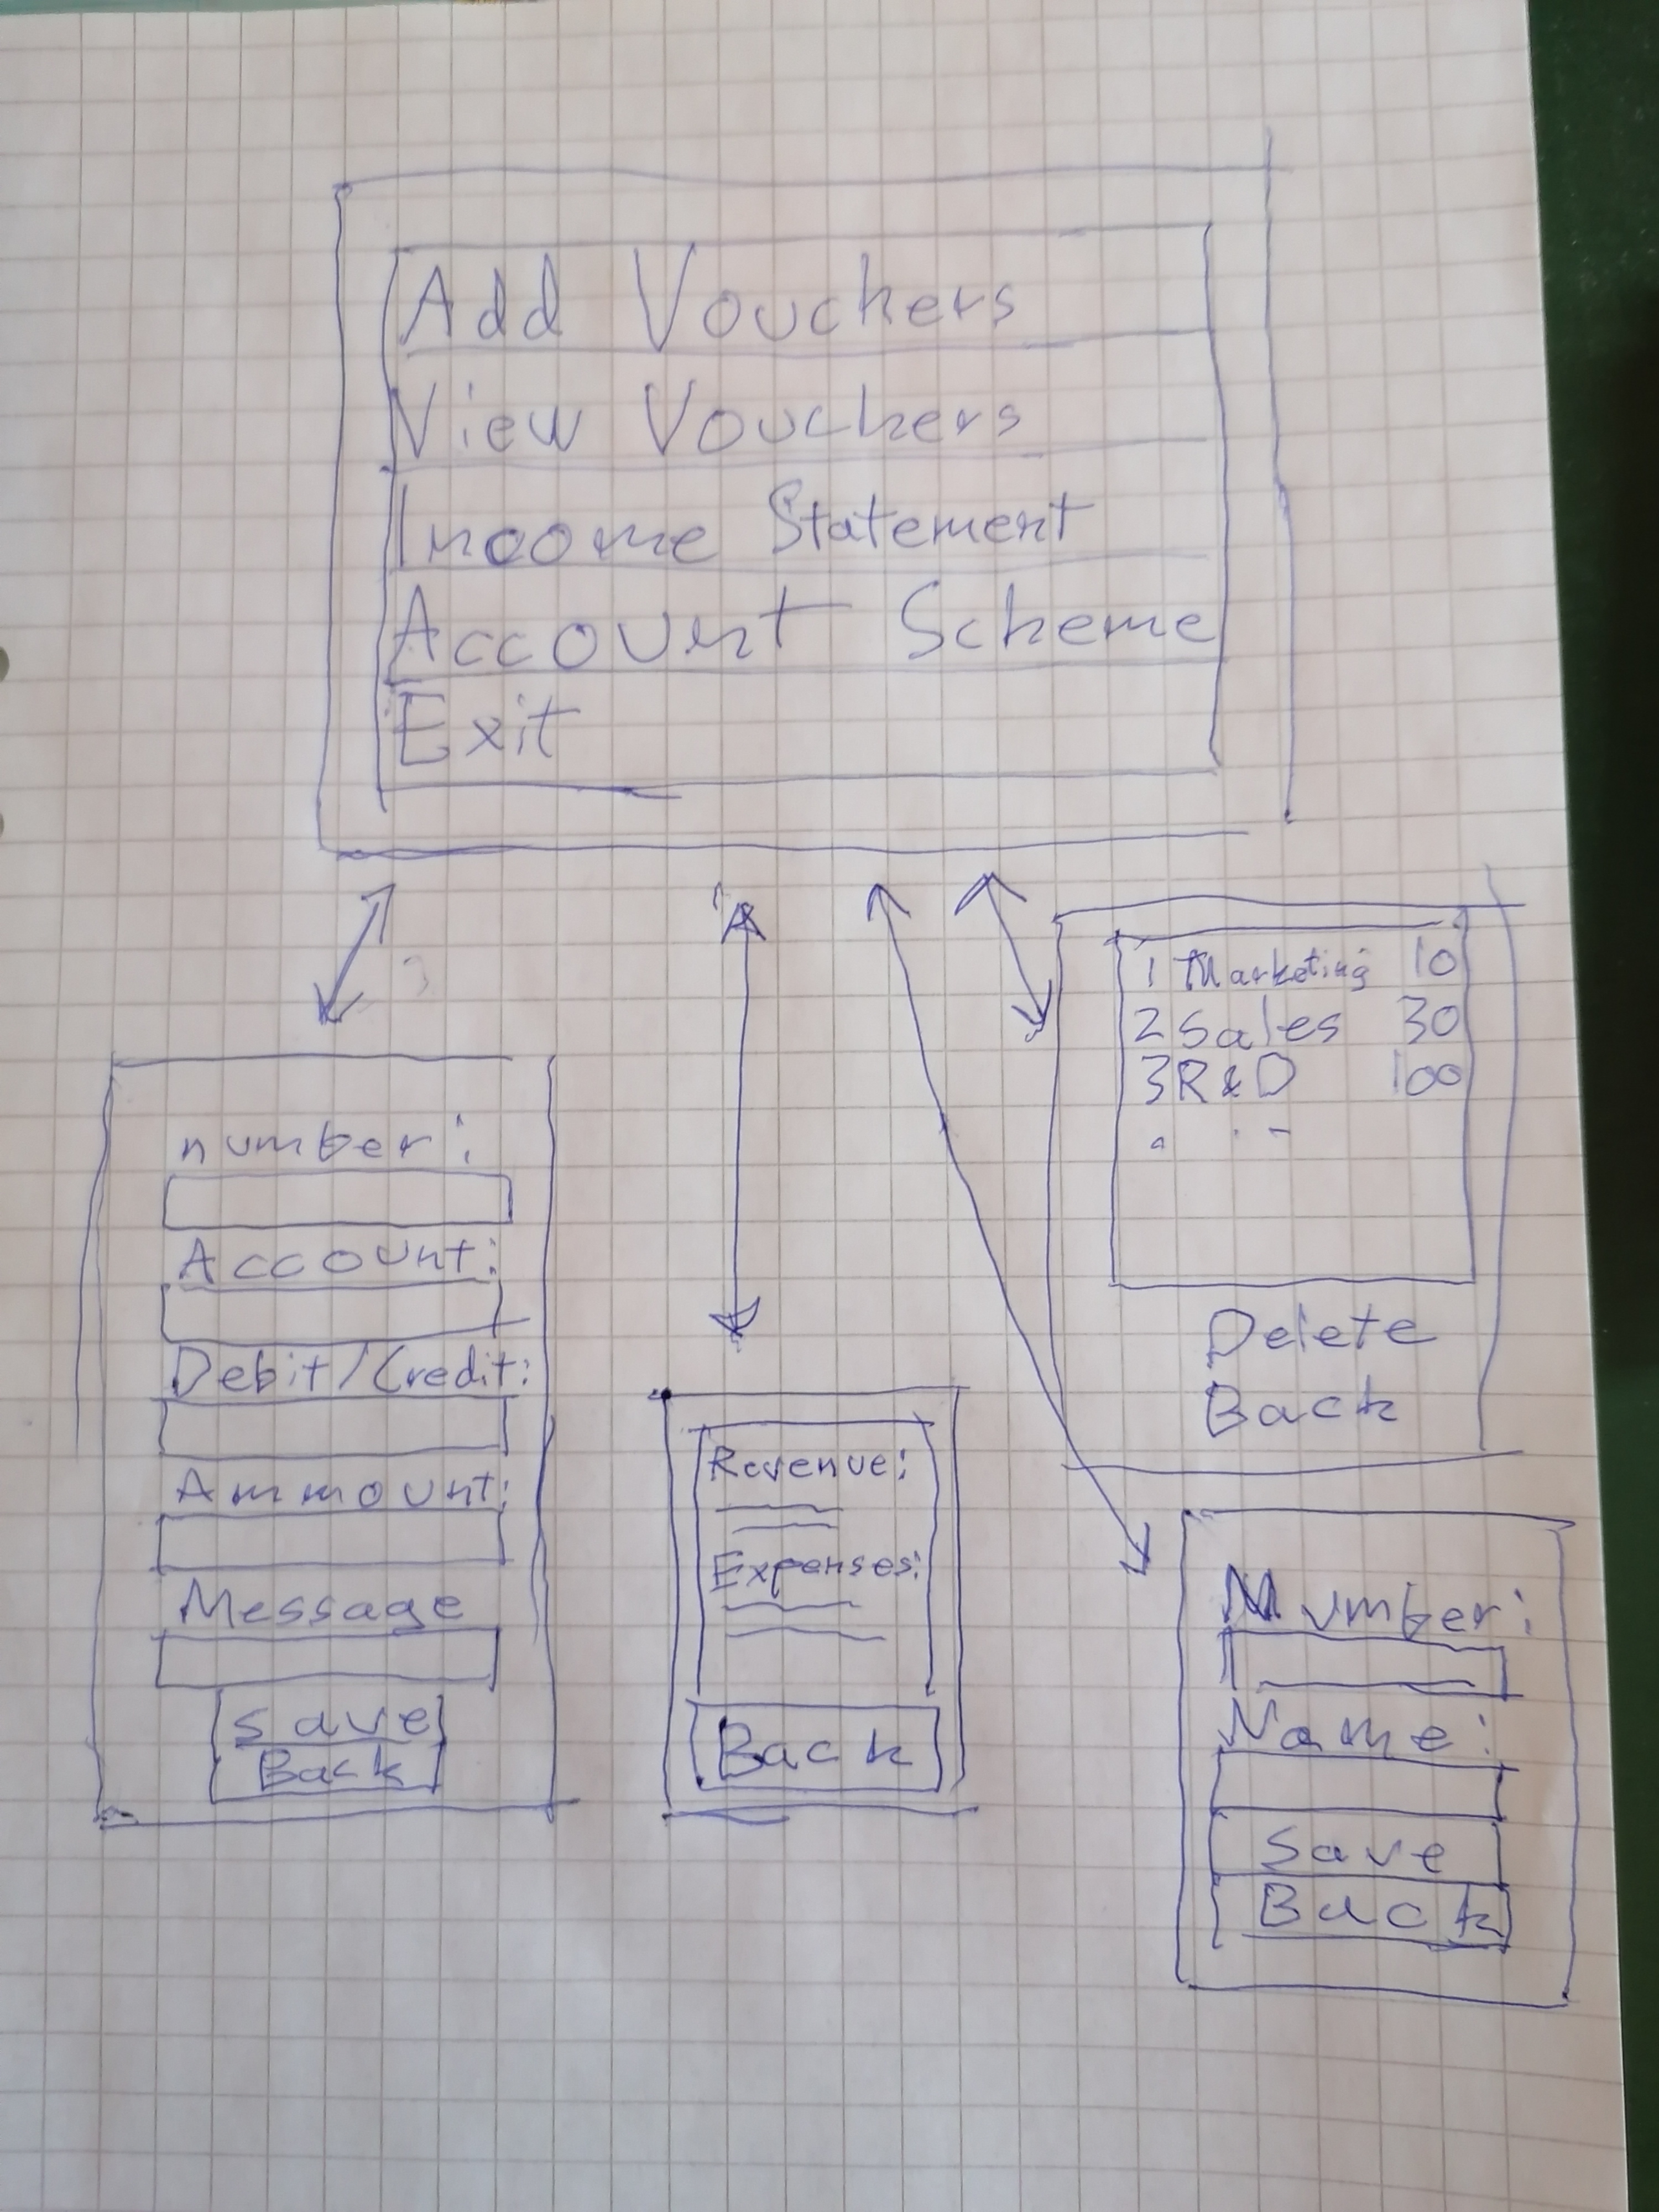 Add Vouchers
View Vouchers
Income Statement
Account Scheme
Exit
number:
Account:
Debit/Credit:
Ammount:
Message
save
Back
Revenue:
Expenses:
Back
1 Marketing 10
2 Sales 30
3 R&D 100
Delete
Back
Number:
Name:
Save
Back